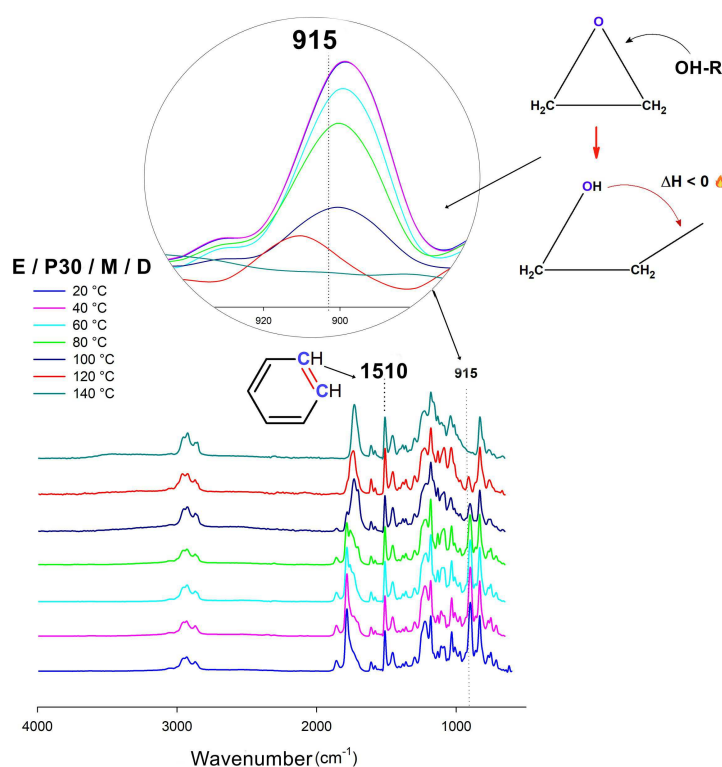 915
O
OH-R
H₂C
CH₂
ΔH < 0 🔥
OH
H₂C
CH₂
920
900
E / P30 / M / D
20 °C
40 °C
60 °C
80 °C
100 °C
120 °C
140 °C
CH
CH
1510
915
4000
3000
2000
1000
Wavenumber (cm⁻¹)